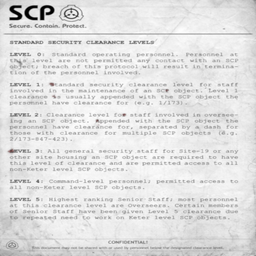 SCP
Secure. Contain. Protect.
STANDARD SECURITY CLEARANCE LEVELS
LEVEL 0: Standard operating personnel. Personnel at
this level are not permitted any contact with an SCP
object; breach of this protocol will result in termina-
tion of the personnel involved.
LEVEL 1: Standard security clearance level for staff
involved in the maintenance of an SCP object. Level 1
clearance is usually appended with the SCP object the
personnel have clearance for (e.g. L/173).
LEVEL 2: Clearance level for staff involved in oversee-
ing an SCP object. Appended with the SCP object the
personnel have clearance for, separated by a dash for
those with clearance for multiple SCP objects (e.g.
LEVEL 3: All general security staff for Site-19 or any
other site housing an SCP object are required to have
this level of clearance and are permitted access to all
non-Keter level SCP objects.
LEVEL 4: Command-level personnel; permitted access to
all non-Keter level SCP objects.
LEVEL 5: Highest ranking Senior Staff; most personnel
at this clearance level are Overseers. Certain members
of Senior Staff have been given Level 5 clearance due
to repeated need to work on Keter level SCP objects.
CONFIDENTIAL!